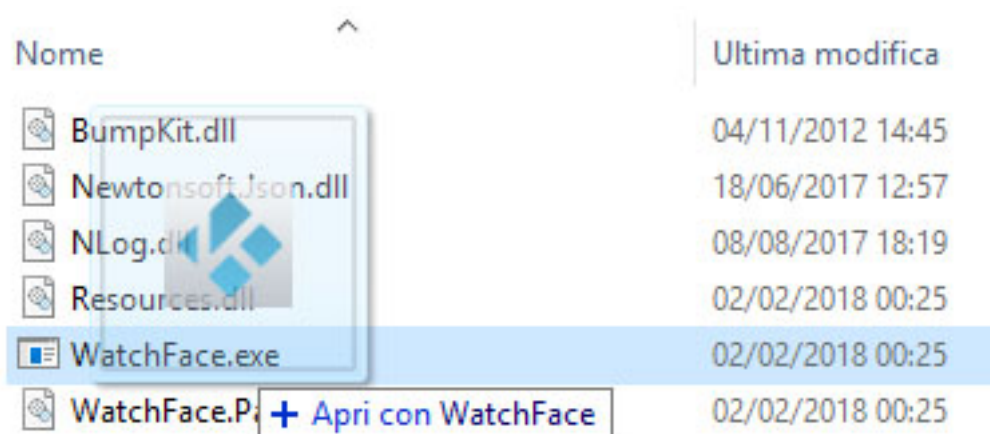 Nome Ultima modifica
BumpKit.dll 04/11/2012 14:45
Newtonsoft.Json.dll 18/06/2017 12:57
NLog.dll 08/08/2017 18:19
Resources.dll 02/02/2018 00:25
WatchFace.exe 02/02/2018 00:25
WatchFace.Pa + Apri con WatchFace 02/02/2018 00:25